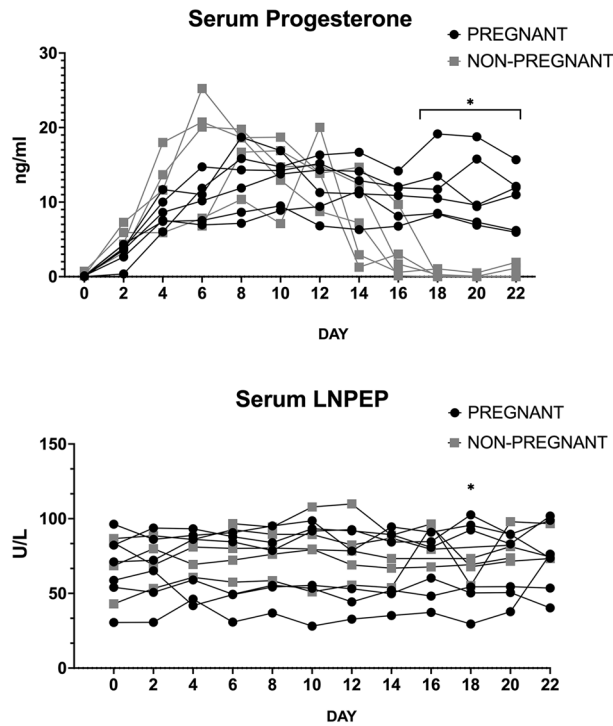 Serum Progesterone
PREGNANT
NON-PREGNANT
*
30
20
10
0
ng/ml
0 2 4 6 8 10 12 14 16 18 20 22
DAY
Serum LNPEP
PREGNANT
NON-PREGNANT
*
150
100
50
0
U/L
0 2 4 6 8 10 12 14 16 18 20 22
DAY